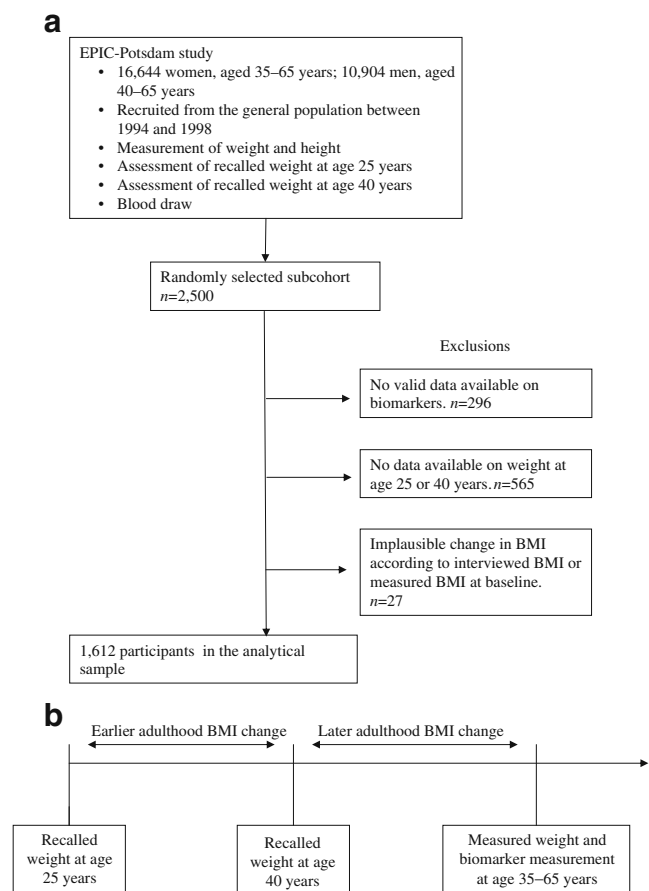 a
EPIC-Potsdam study
• 16,644 women, aged 35–65 years; 10,904 men, aged
40–65 years
• Recruited from the general population between
1994 and 1998
• Measurement of weight and height
• Assessment of recalled weight at age 25 years
• Assessment of recalled weight at age 40 years
• Blood draw
Randomly selected subcohort
n=2,500
Exclusions
No valid data available on
biomarkers. n=296
No data available on weight at
age 25 or 40 years.n=565
Implausible change in BMI
according to interviewed BMI or
measured BMI at baseline.
n=27
1,612 participants in the analytical
sample
b
Earlier adulthood BMI change
Later adulthood BMI change
Recalled
weight at age
25 years
Recalled
weight at age
40 years
Measured weight and
biomarker measurement
at age 35–65 years